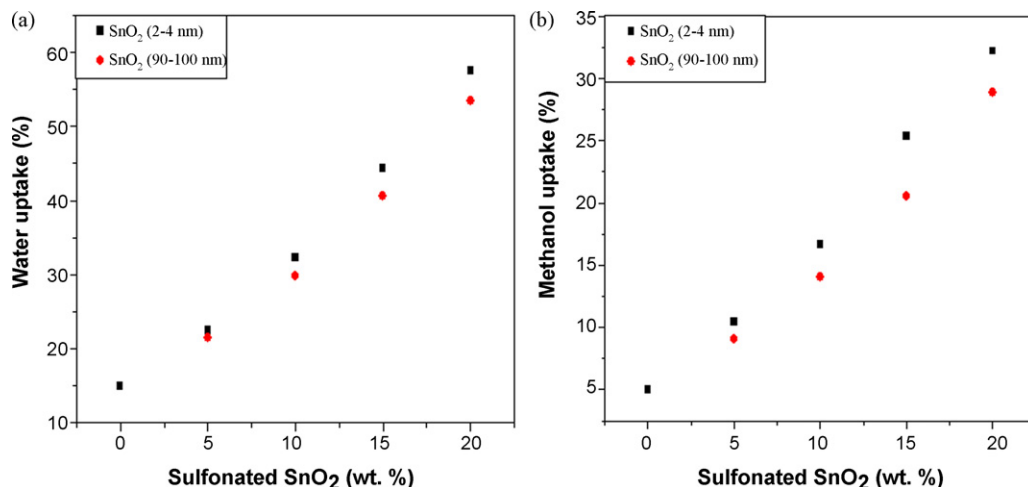 (a)
SnO2 (2-4 nm)
SnO2 (90-100 nm)
60
50
40
30
20
10
Water uptake (%)
0 5 10 15 20
Sulfonated SnO2 (wt. %)
(b)
SnO2 (2-4 nm)
SnO2 (90-100 nm)
35
30
25
20
15
10
5
Methanol uptake (%)
0 5 10 15 20
Sulfonated SnO2 (wt. %)